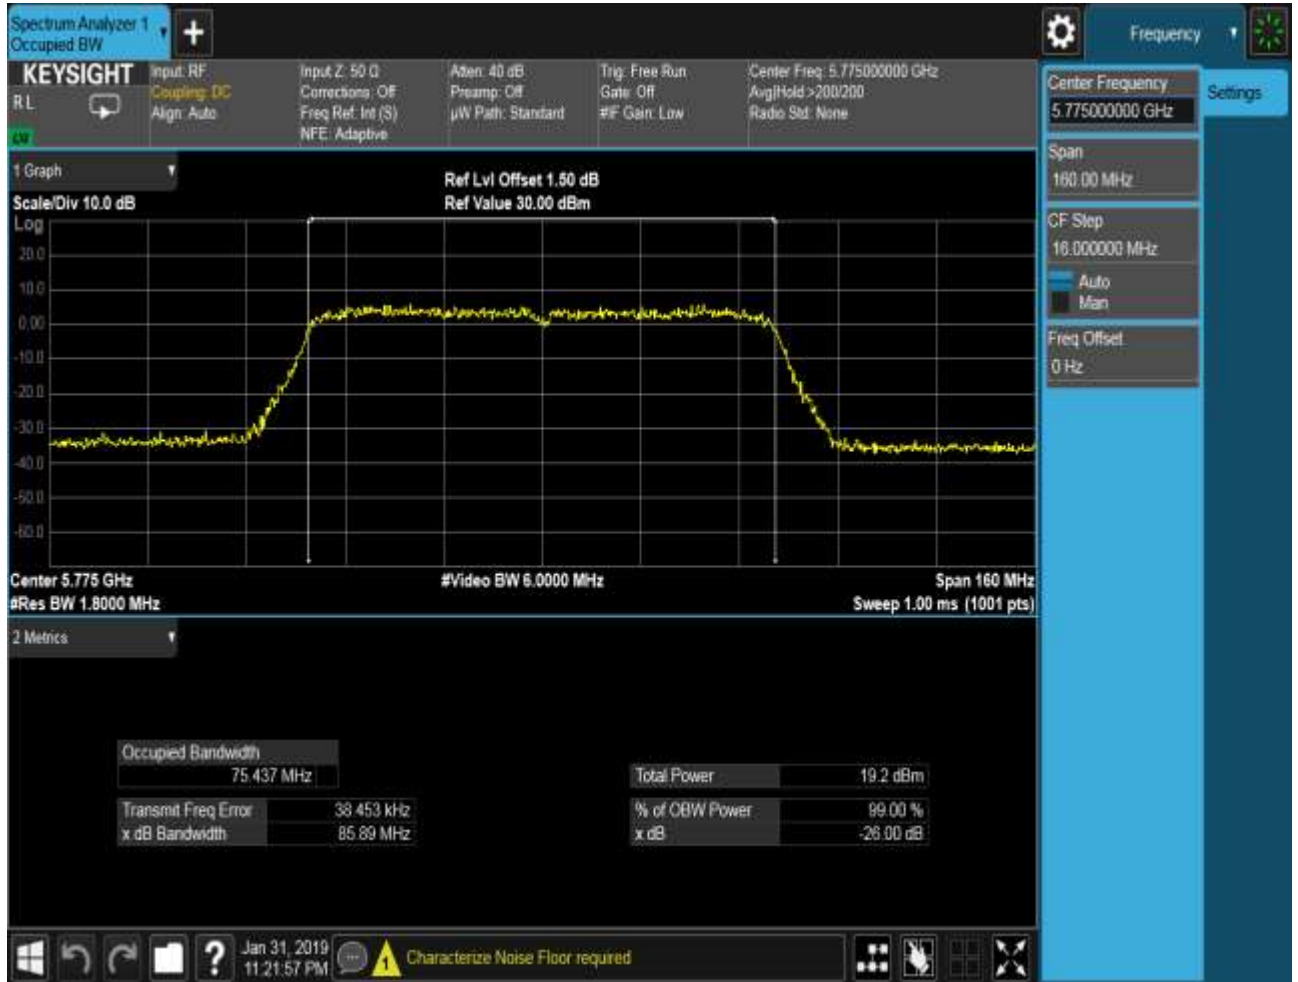 Spectrum Analyzer 1
Occupied BW
Frequency
KEYSIGHT
R L
Input: RF
Coupling: DC
Align: Auto
Input Z: 50 Ω
Corrections: Off
Freq Ref: Int (S)
NFE: Adaptive
Atten: 40 dB
Preamp: Off
µW Path: Standard
Trig: Free Run
Gate: Off
#IF Gain: Low
Center Freq: 5.775000000 GHz
Avg|Hold:>200/200
Radio Std: None
Center Frequency
5.775000000 GHz
Settings
Span
160.00 MHz
CF Step
16.000000 MHz
Auto
Man
Freq Offset
0 Hz
1 Graph
Scale/Div 10.0 dB
Ref Lvl Offset 1.50 dB
Ref Value 30.00 dBm
Log
20.0
10.0
0.00
-10.0
-20.0
-30.0
-40.0
-50.0
-60.0
Center 5.775 GHz
#Video BW 6.0000 MHz
Span 160 MHz
#Res BW 1.8000 MHz
Sweep 1.00 ms (1001 pts)
2 Metrics
Occupied Bandwidth
75.437 MHz
Total Power 19.2 dBm
Transmit Freq Error 38.453 kHz
% of OBW Power 99.00 %
x dB Bandwidth 85.89 MHz
x dB -26.00 dB
Jan 31, 2019
11:21:57 PM
1
Characterize Noise Floor required